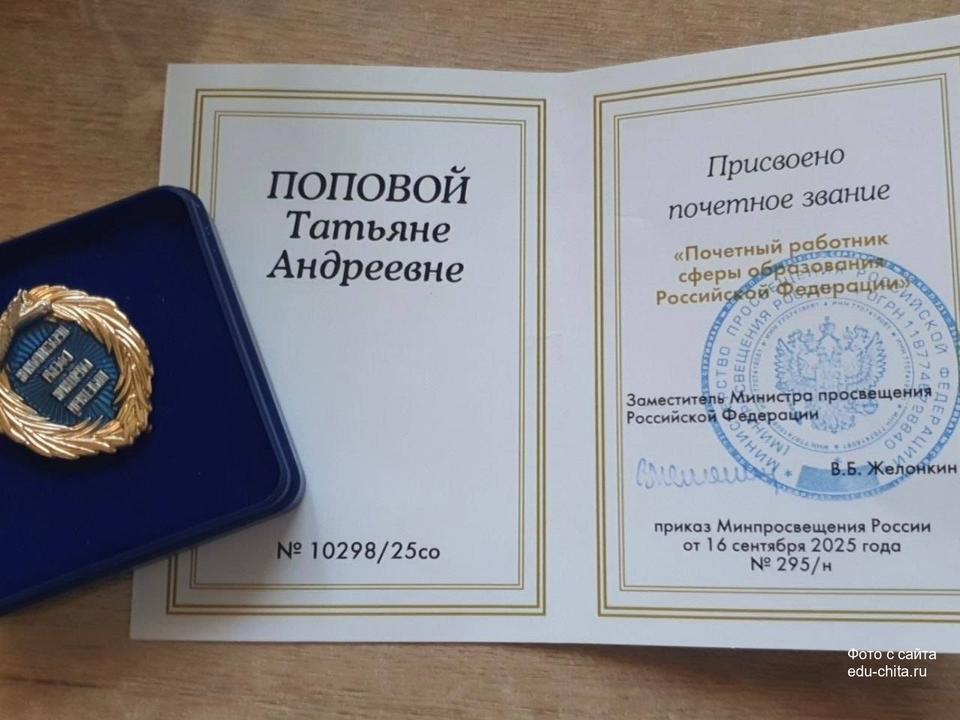 ПОПОВОЙ
Татьяне
Андреевне
№ 10298/25со
Присвоено
почетное звание
«Почетный работник
сферы образования
Российской Федерации»
Заместитель Министра просвещения
Российской Федерации
В.Б. Желонкин
приказ Минпросвещения России
от 16 сентября 2025 года
№ 295/н
Фото с сайта
edu-chita.ru